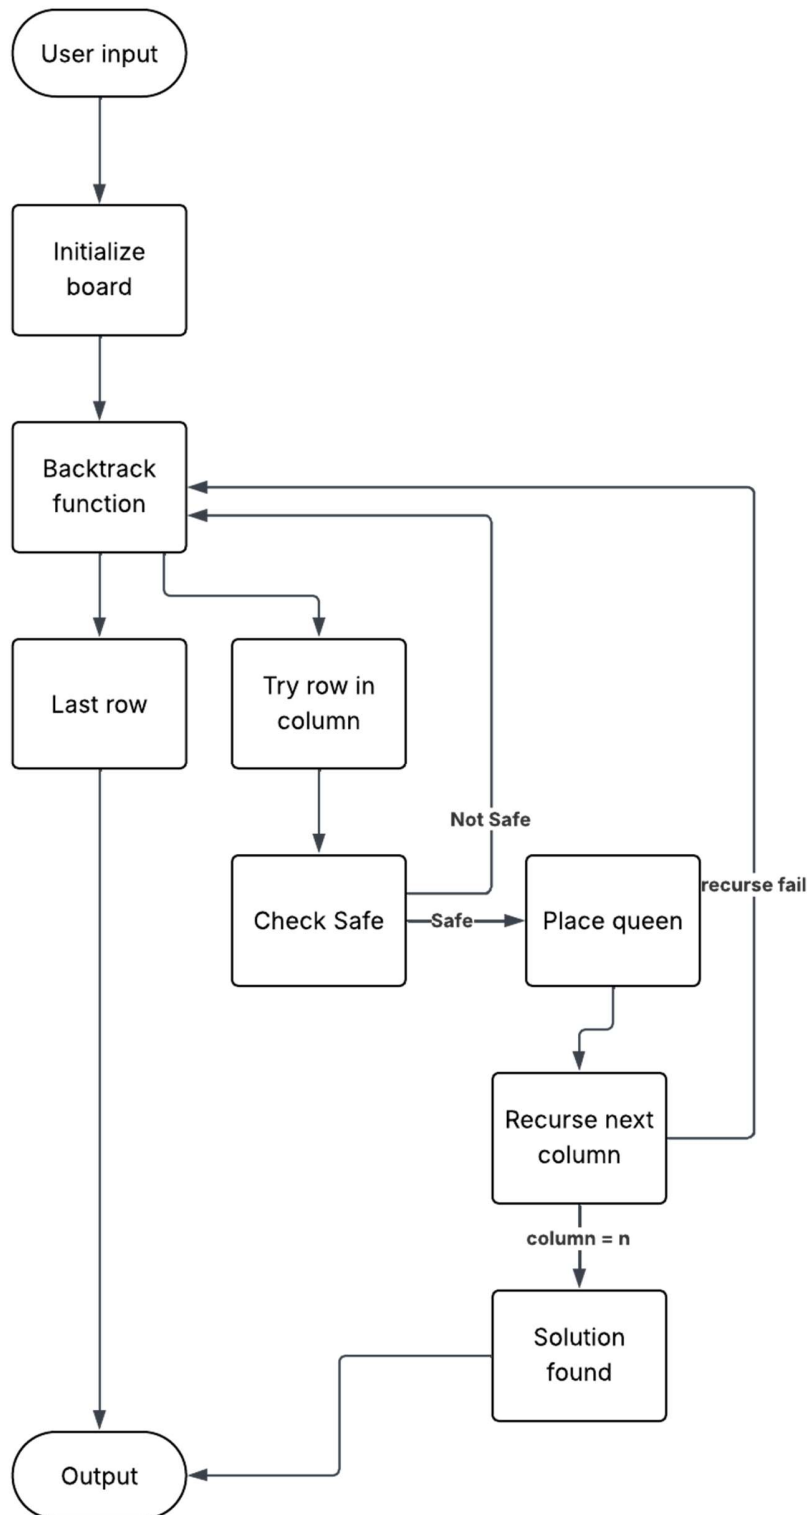 User input
Initialize
board
Backtrack
function
Last row
Try row in
column
Not Safe
Check Safe
Safe
Place queen
recurse fail
Recurse next
column
column = n
Solution
found
Output